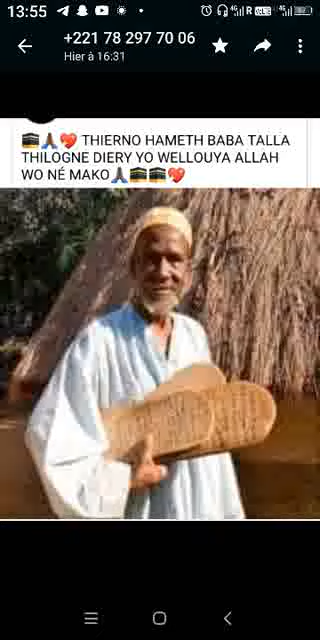 13:55
+221 78 297 70 06
Hier à 16:31
🕋🙏🏿💖 THIERNO HAMETH BABA TALLA
THILOGNE DIERY YO WELLOUYA ALLAH
WO NÉ MAKO🙏🏿🕋🕋💖